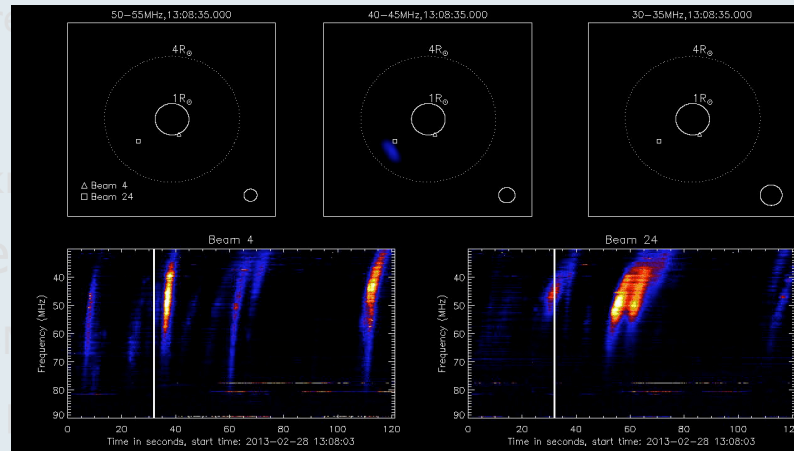 50-55MHz,13:08:35.000
40-45MHz,13:08:35.000
30-35MHz,13:08:35.000
4R☉
4R☉
4R☉
1R☉
1R☉
1R☉
△ Beam 4
□ Beam 24
Beam 4
Beam 24
Frequency (MHz)
40
50
60
70
80
90
0 20 40 60 80 100 120
Time in seconds, start time: 2013-02-28 13:08:03
Frequency (MHz)
40
50
60
70
80
90
0 20 40 60 80 100 120
Time in seconds, start time: 2013-02-28 13:08:03